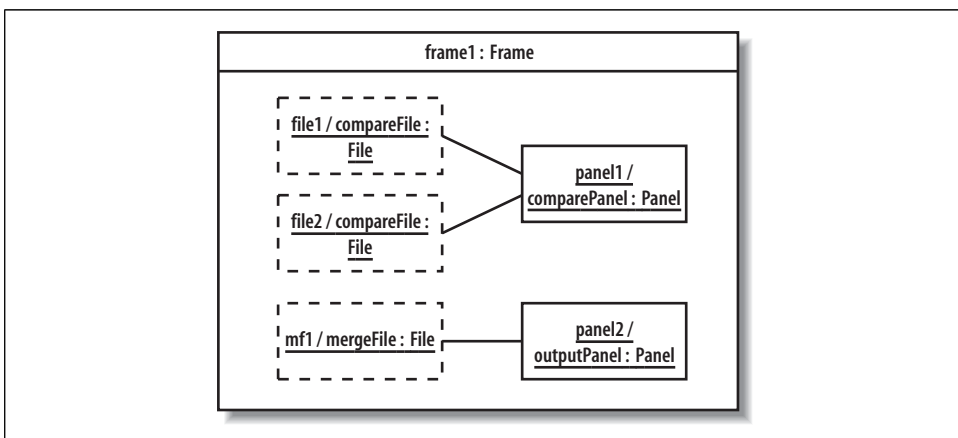 frame1 : Frame
file1 / compareFile :
File
panel1 /
comparePanel : Panel
file2 / compareFile :
File
mf1 / mergeFile : File
panel2 /
outputPanel : Panel